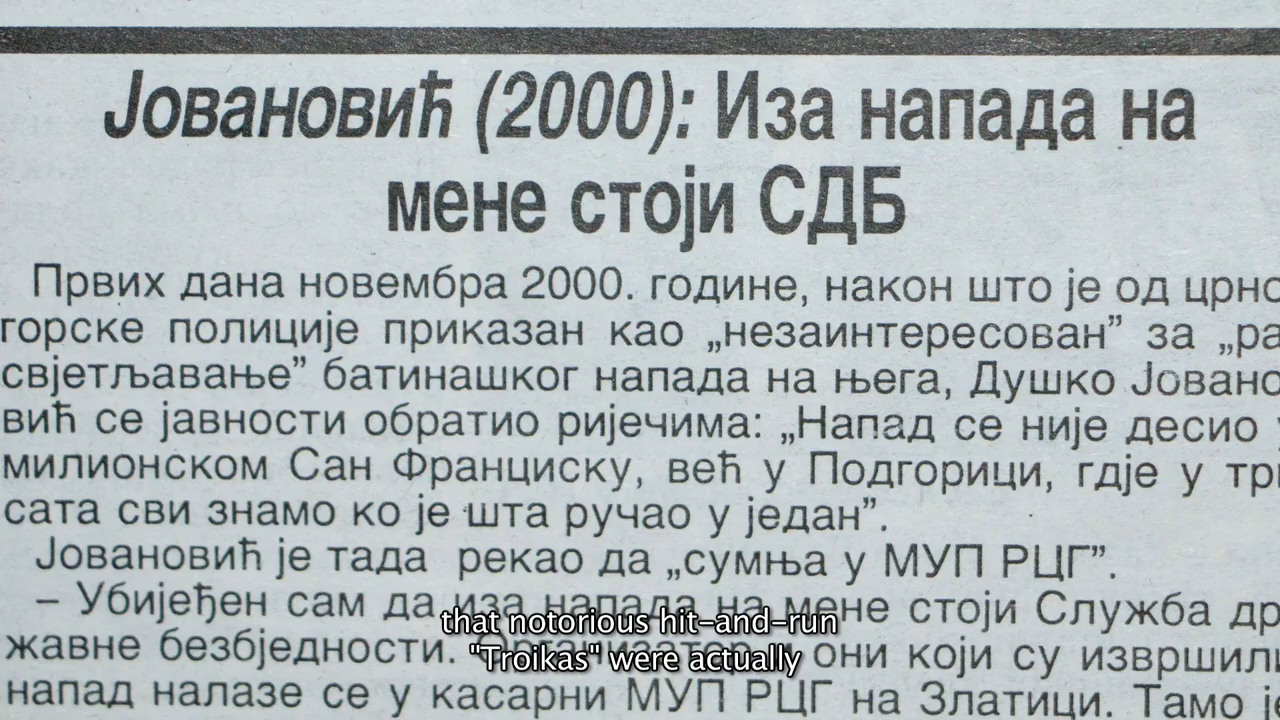 Јовановић (2000): Иза напада на
мене стоји СДБ
Првих дана новембра 2000. године, након што је од црно
горске полиције приказан као „незаинтересован” за „ра
свјетљавање” батинашког напада на њега, Душко Јовано
вић се јавности обратио ријечима: „Напад се није десио у
милионском Сан Франциску, већ у Подгорици, гдје у три
сата сви знамо ко је шта ручао у један”.
Јовановић је тада рекао да „сумња у МУП РЦГ”.
– Убијеђен сам да иза напада на мене стоји Служба др
жавне безбједности. они који су извршили
напад налазе се у касарни МУП РЦГ на Златици. Тамо је
that notorious hit-and-run
"Troikas" were actually